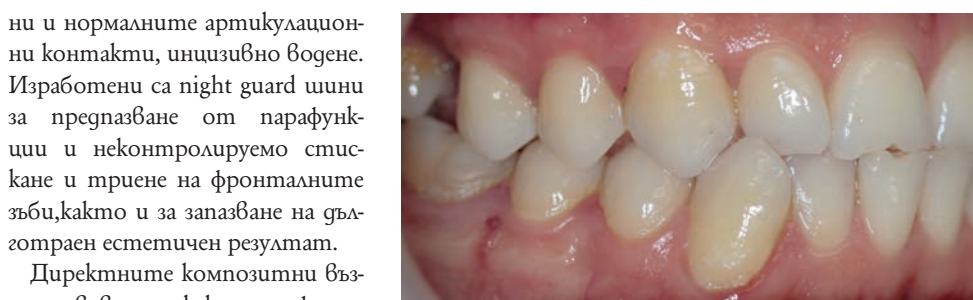 ни и нормалните артикулацион-
ни контакти, инцизивно водене.
Изработени са night guard шини
за предпазване от парафунк-
ции и неконтролируемо стис-
кане и триене на фронталните
зъби,както и за запазване на дъл-
готраен естетичен резултат.
Директните композитни въз-